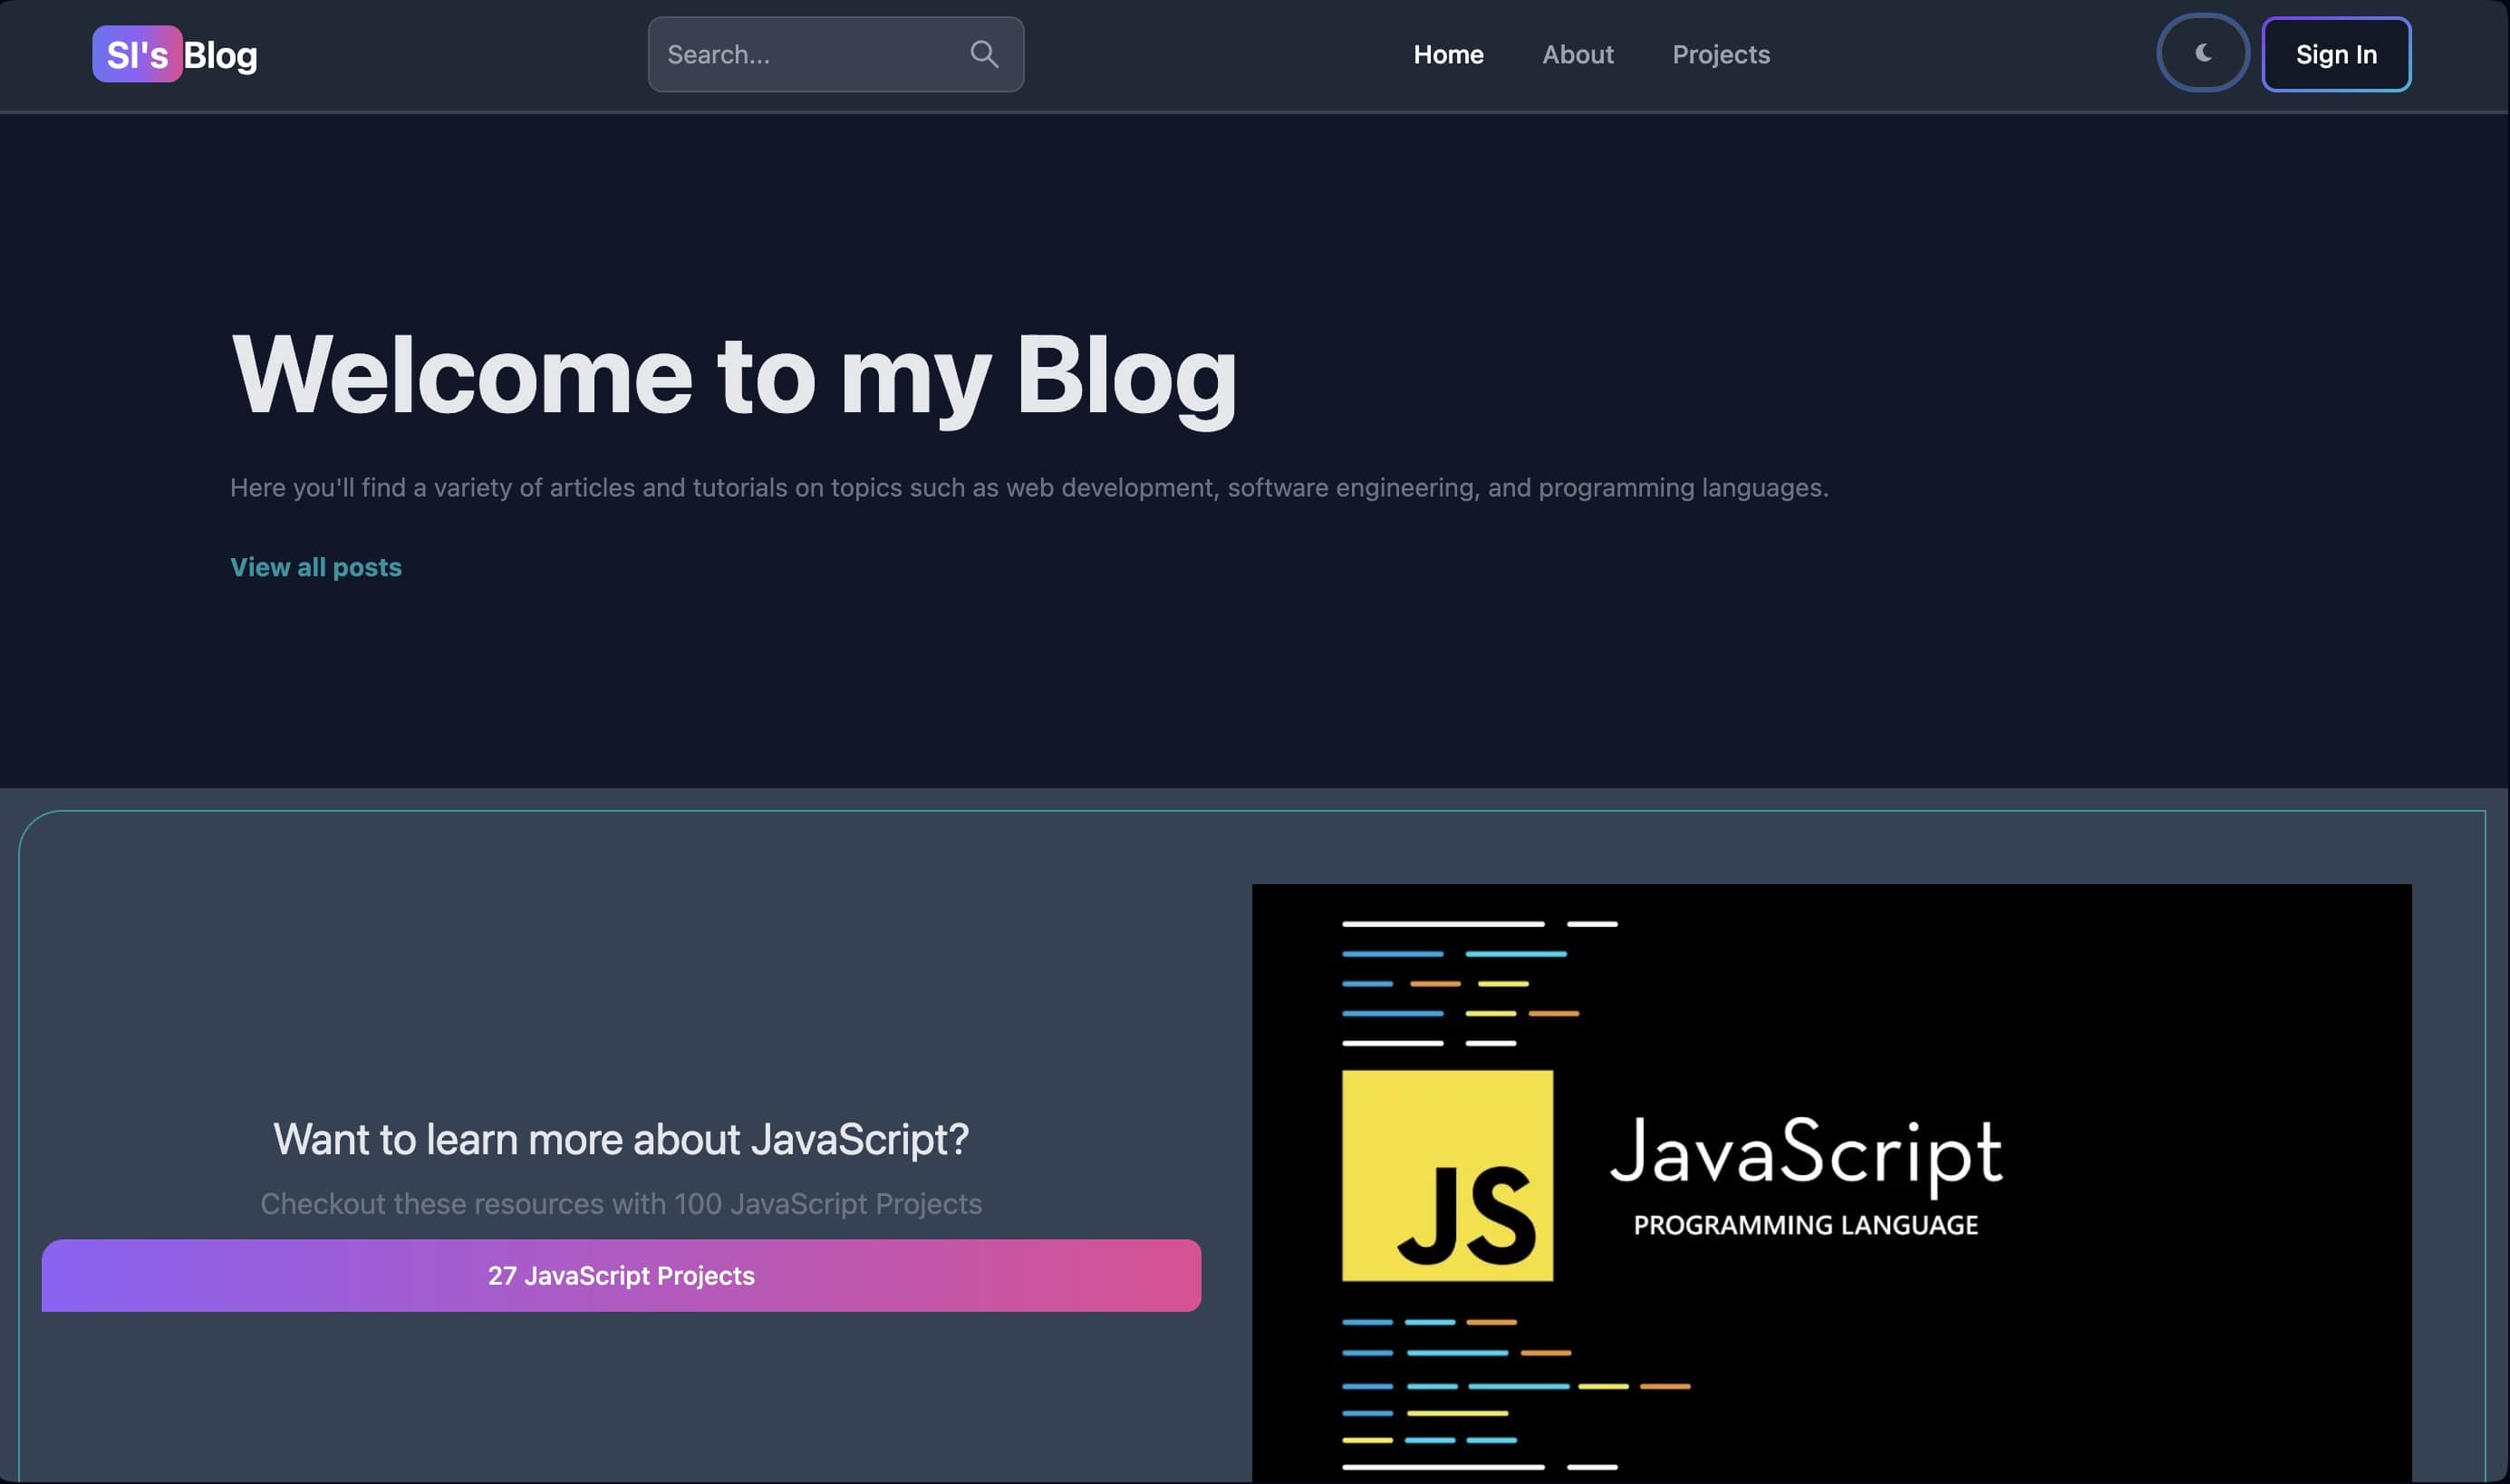 SI's Blog
Search...
Home
About
Projects
Sign In
Welcome to my Blog
Here you'll find a variety of articles and tutorials on topics such as web development, software engineering, and programming languages.
View all posts
Want to learn more about JavaScript?
Checkout these resources with 100 JavaScript Projects
27 JavaScript Projects
JS
JavaScript
PROGRAMMING LANGUAGE